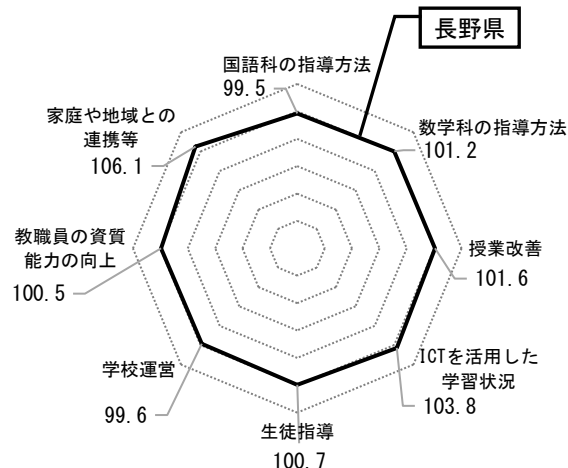 長野県
国語科の指導方法
99.5
数学科の指導方法
101.2
授業改善
101.6
ICTを活用した
学習状況
103.8
生徒指導
100.7
学校運営
99.6
教職員の資質
能力の向上
100.5
家庭や地域との
連携等
106.1